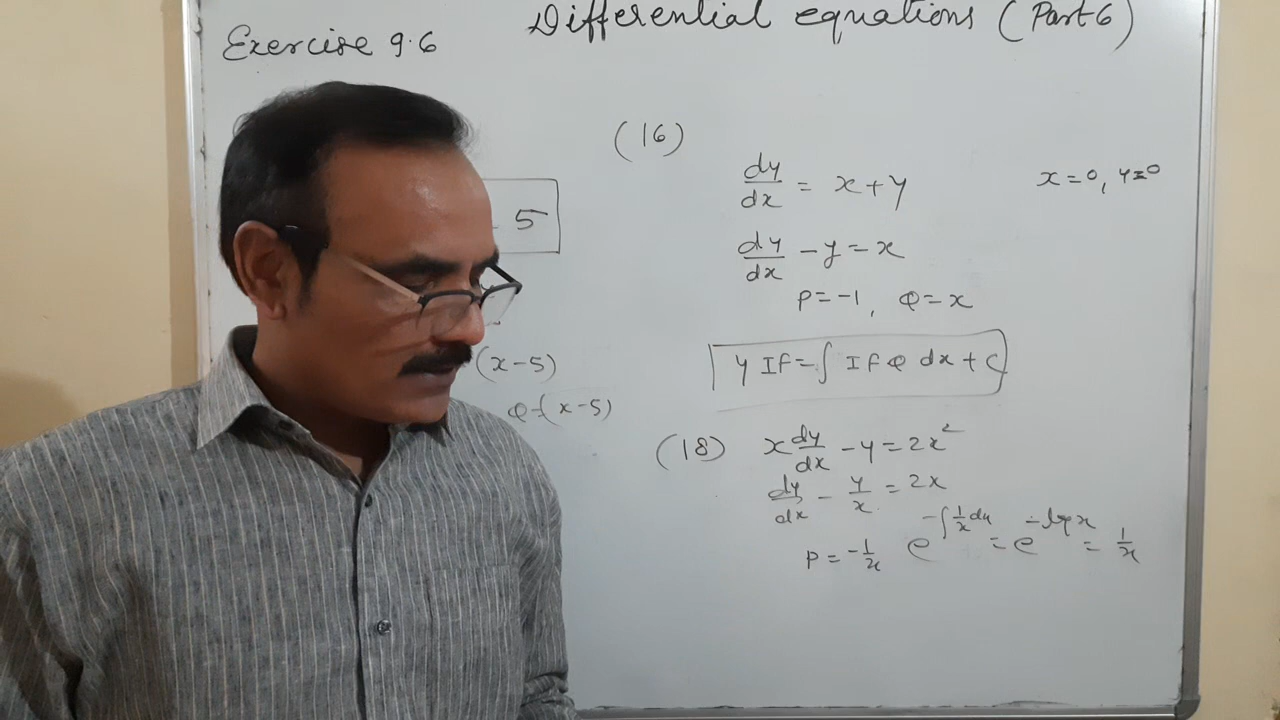 Differential equations (Part 6)
Exercise 9.6
(16)
dy/dx = x+y
x=0, y=0
5
dy/dx - y = x
P=-1, Q=x
y IF = ∫ IF Q dx + C
(x-5)
Q=(x-5)
(18) x dy/dx - y = 2x²
dy/dx - y/x = 2x
P = -1/x e^(-∫1/x dx) = e^(-log x) = 1/x